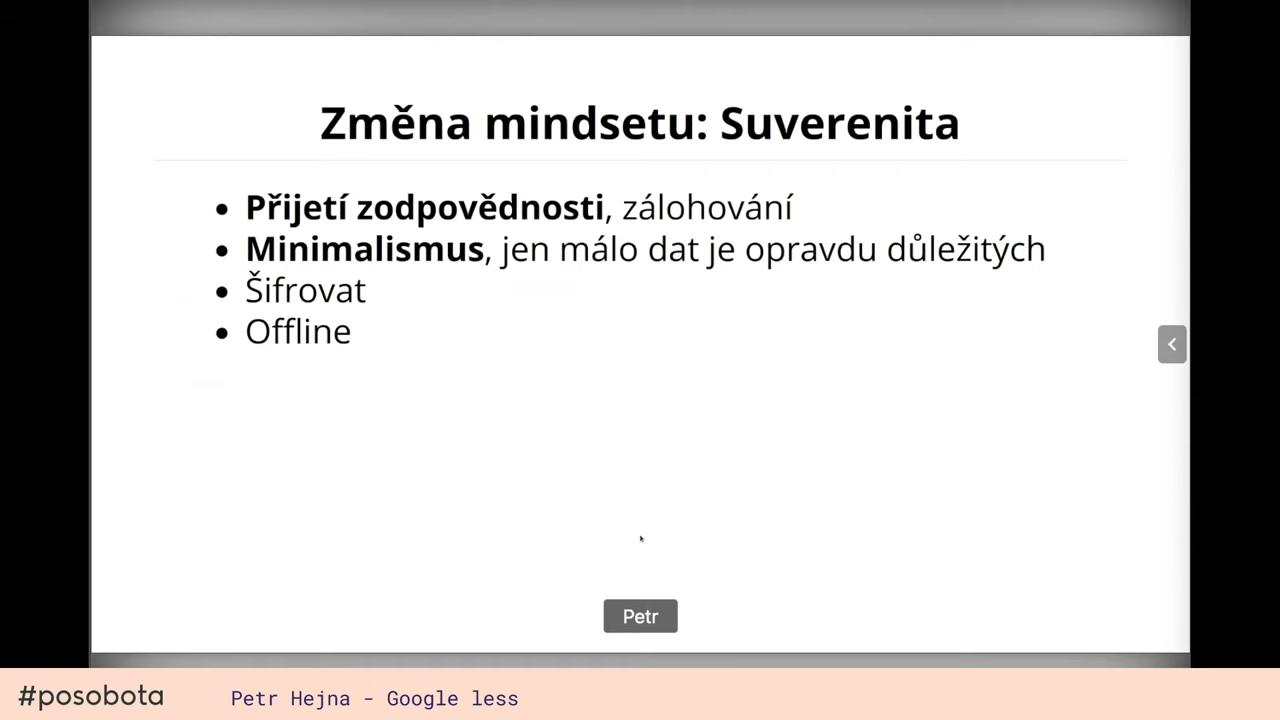 Změna mindsetu: Suverenita
Přijetí zodpovědnosti, zálohování
Minimalismus, jen málo dat je opravdu důležitých
Šifrovat
Offline
Petr
#posobota
Petr Hejna - Google less